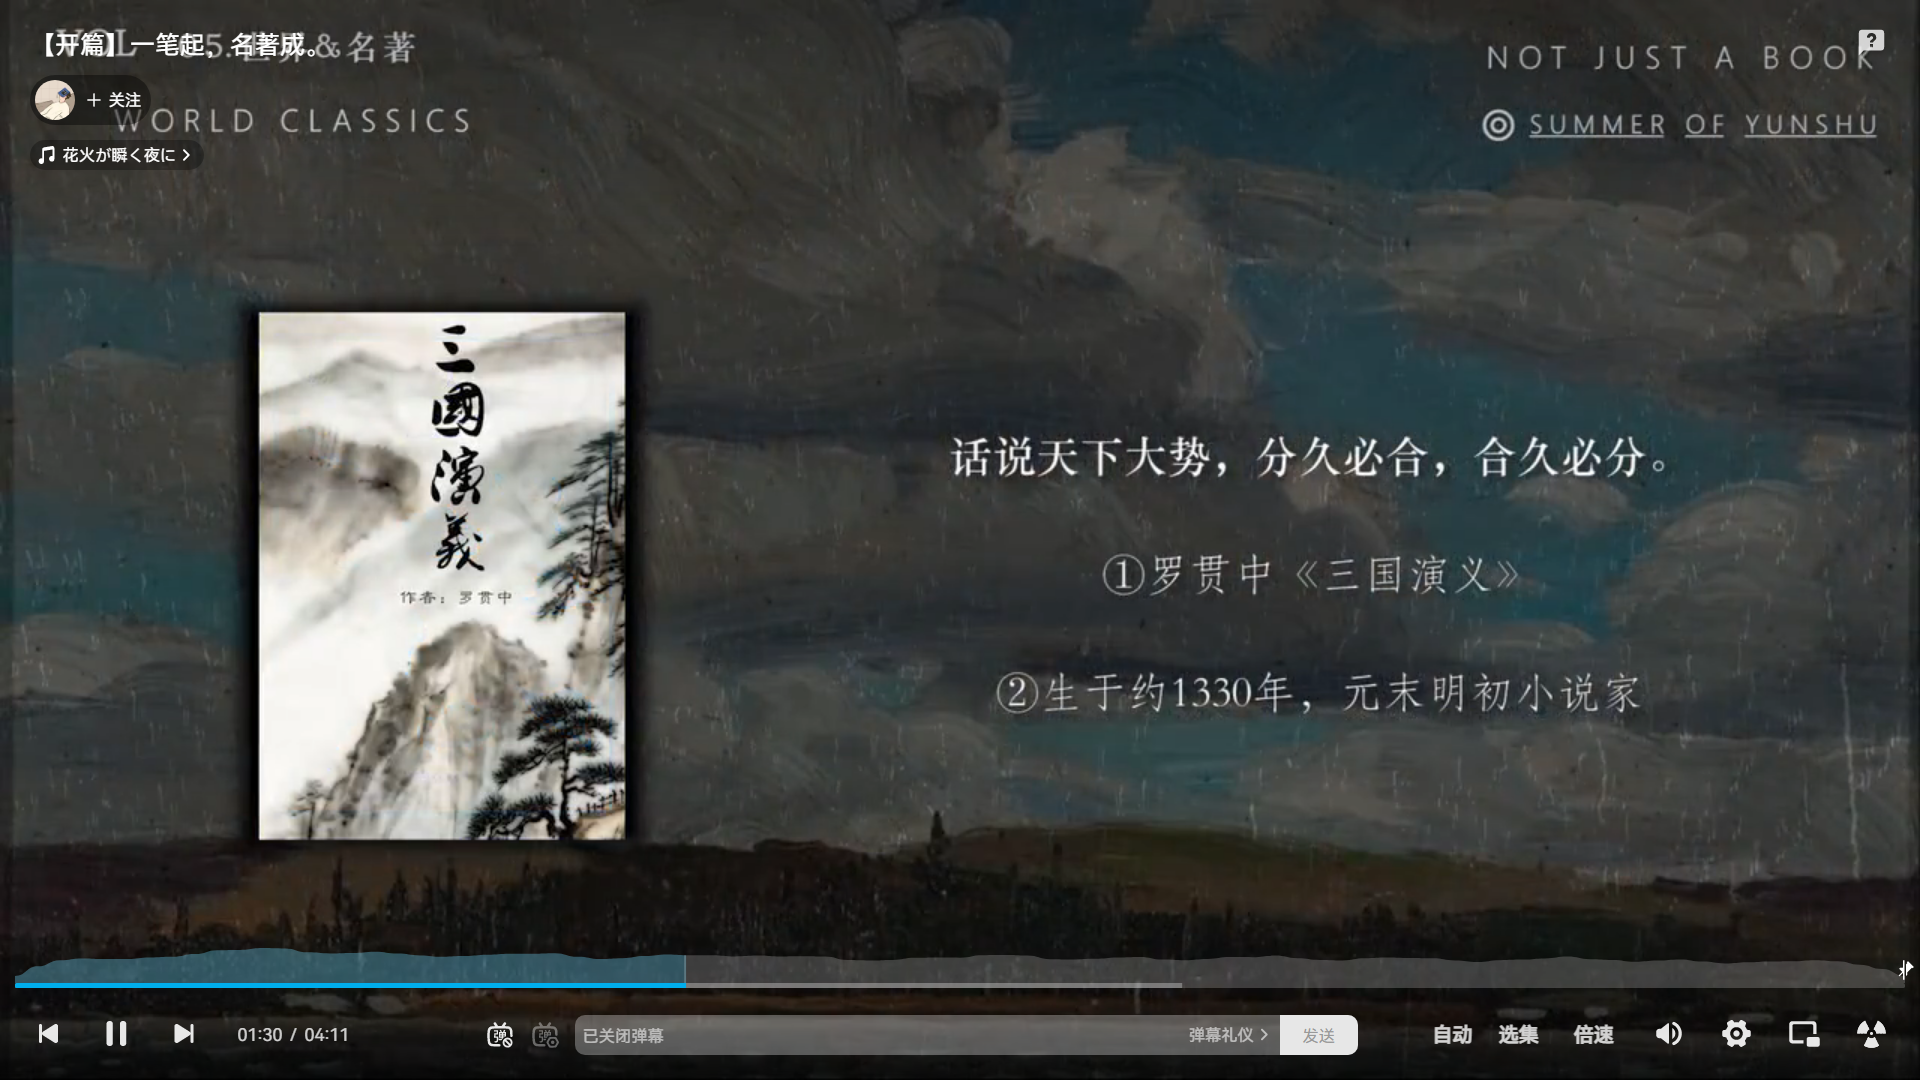 【开篇】一笔起，名著成。
5.世界&名著
NOT JUST A BOOK
+ 关注
WORLD CLASSICS
SUMMER OF YUNSHU
花火が瞬く夜に
三國演義
作者：罗贯中
话说天下大势，分久必合，合久必分。
①罗贯中《三国演义》
②生于约1330年，元末明初小说家
01:30 / 04:11
弹
弹
已关闭弹幕
弹幕礼仪
发送
自动
选集
倍速